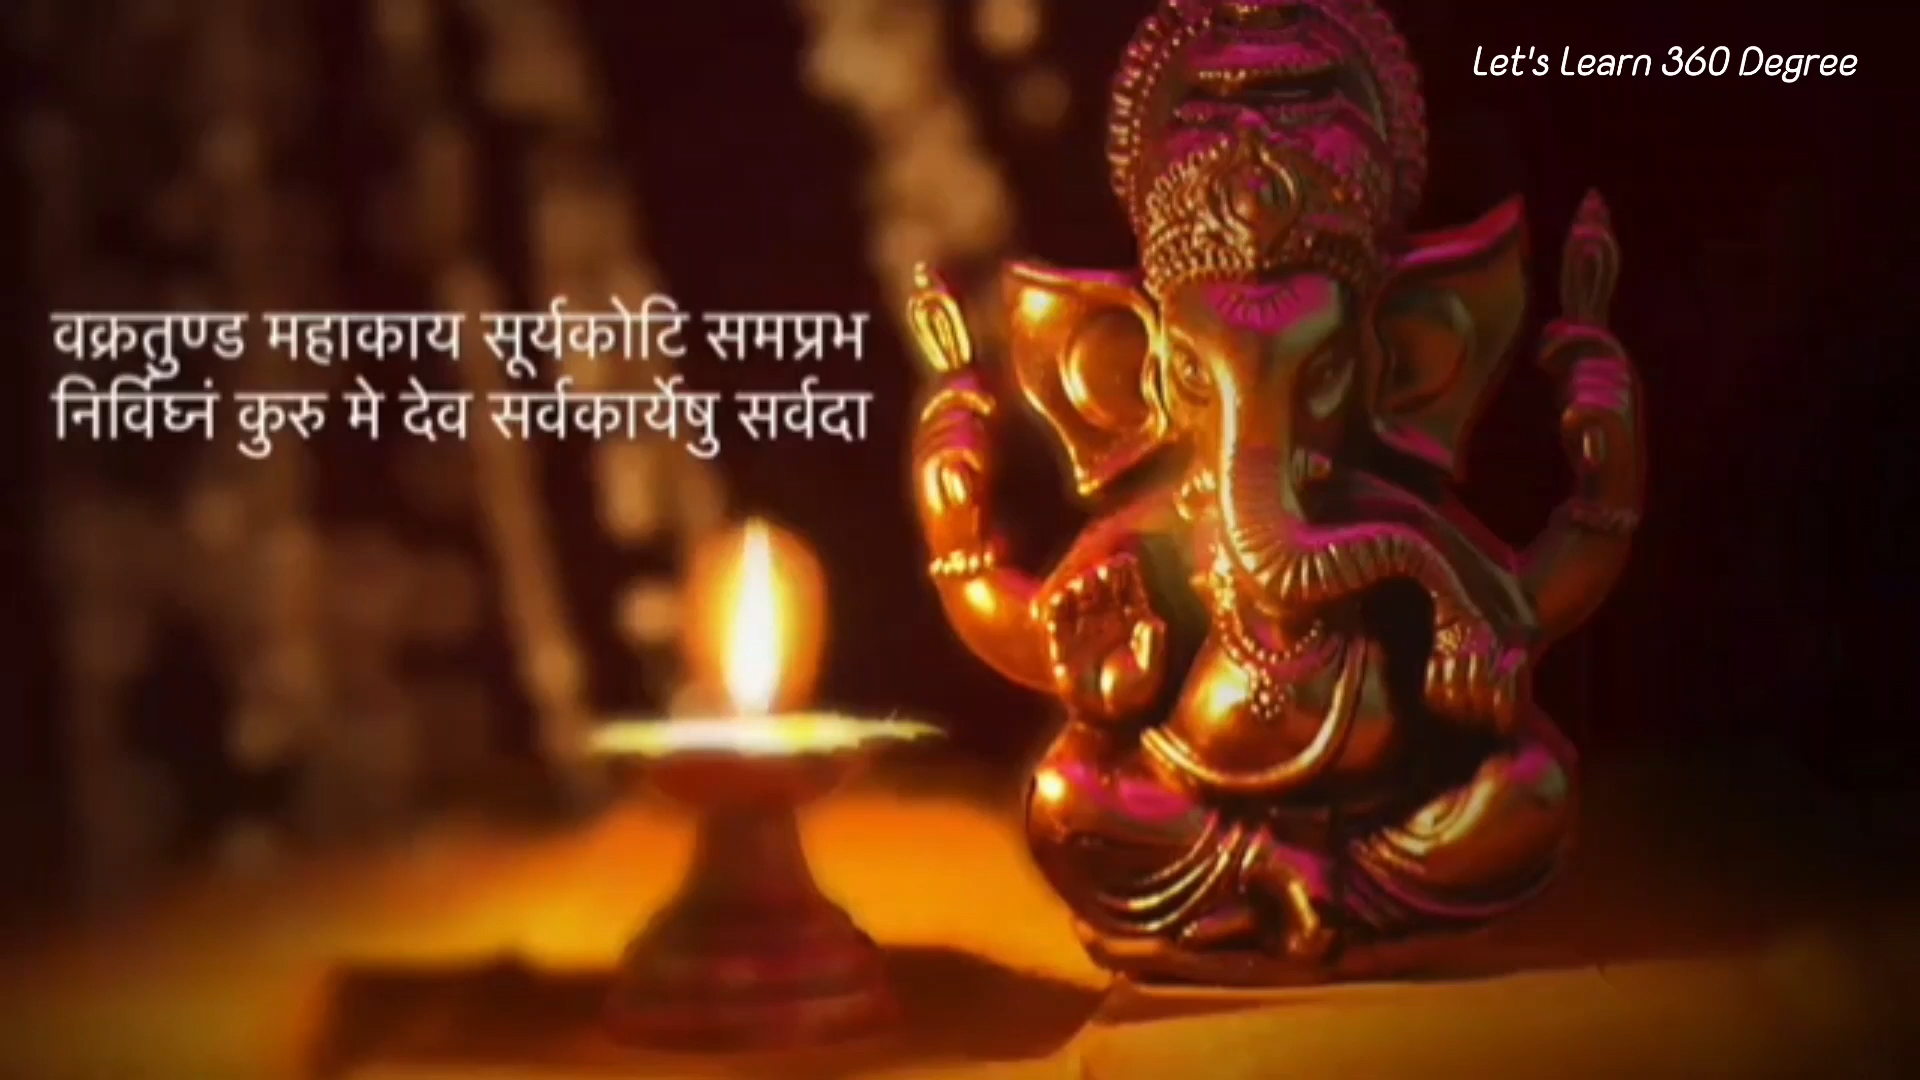 Let's Learn 360 Degree
वक्रतुण्ड महाकाय सूर्यकोटि समप्रभ
निर्विघ्नं कुरु मे देव सर्वकार्येषु सर्वदा